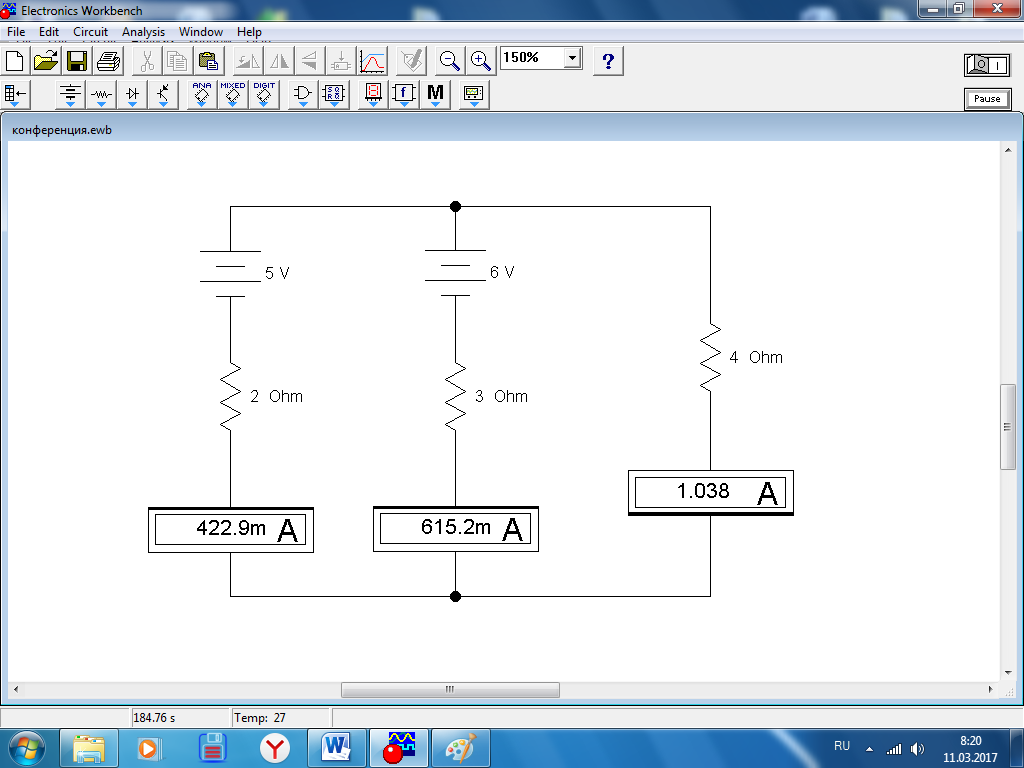 Electronics Workbench
File Edit Circuit Analysis Window Help
150%
?
ANA MIXED DIGIT
f M
Pause
конференция.ewb
5 V
6 V
4 Ohm
2 Ohm
3 Ohm
1.038 A
422.9m A
615.2m A
184.76 s
Temp: 27
RU
8:20
11.03.2017